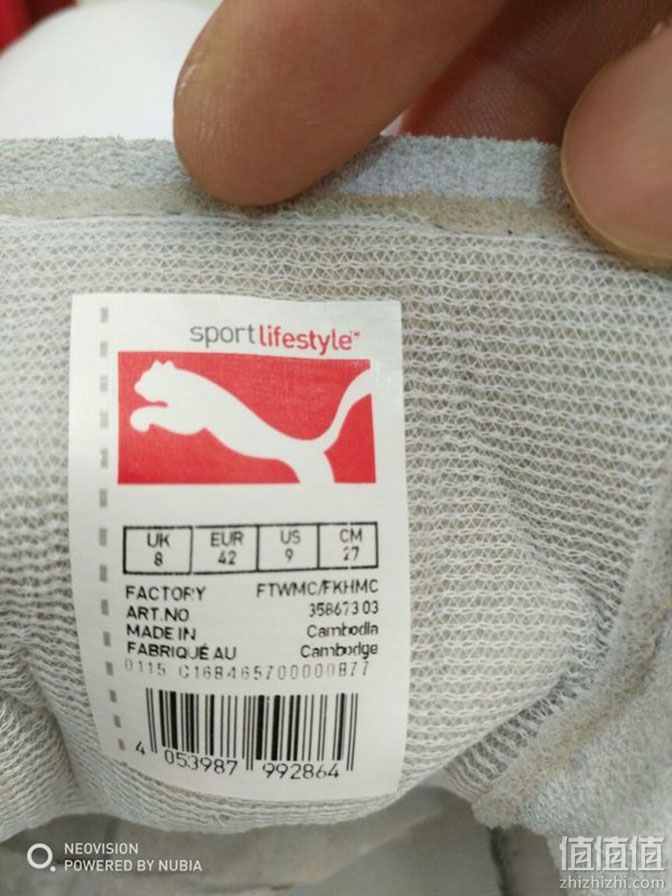 sportlifestyle™
UK EUR US CM
8 42 9 27
FACTORY FTWMC/FKHMC
ART.NO 358673 03
MADE IN Cambodia
FABRIQUÉ AU Cambodge
0115 C168465700000877
4 053987 992864
NEOVISION
POWERED BY NUBIA
值值值
zhizhizhi.com